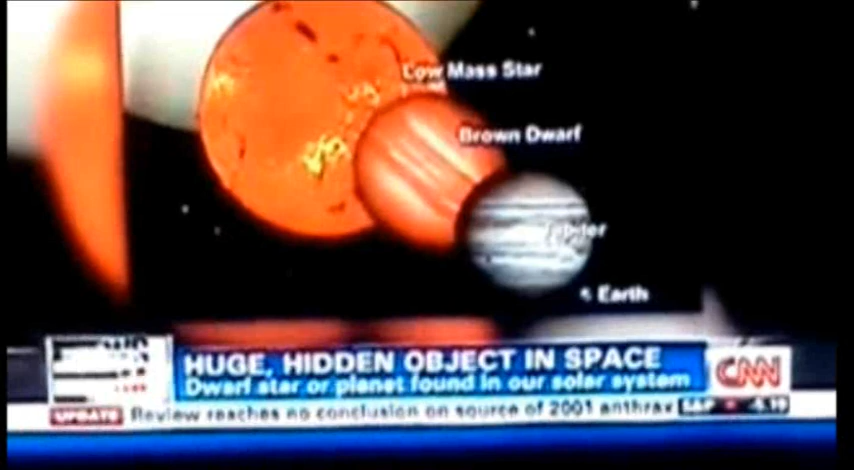 Low Mass Star
Brown Dwarf
Jupiter
Earth
HUGE, HIDDEN OBJECT IN SPACE
Dwarf star or planet found in our solar system
CNN
UPDATE
Review reaches no conclusion on source of 2001 anthrax
S&P